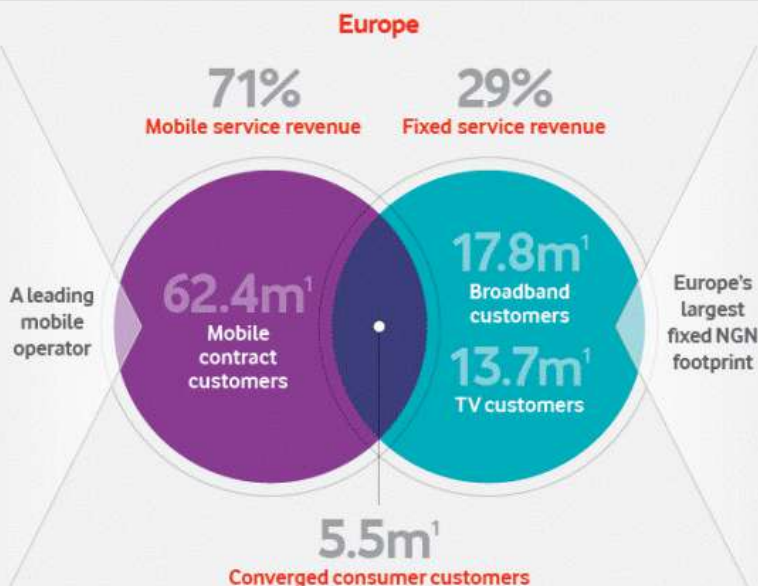 Europe
71%
Mobile service revenue
29%
Fixed service revenue
A leading
mobile
operator
62.4m¹
Mobile
contract
customers
17.8m¹
Broadband
customers
13.7m¹
TV customers
Europe's
largest
fixed NGN
footprint
5.5m¹
Converged consumer customers